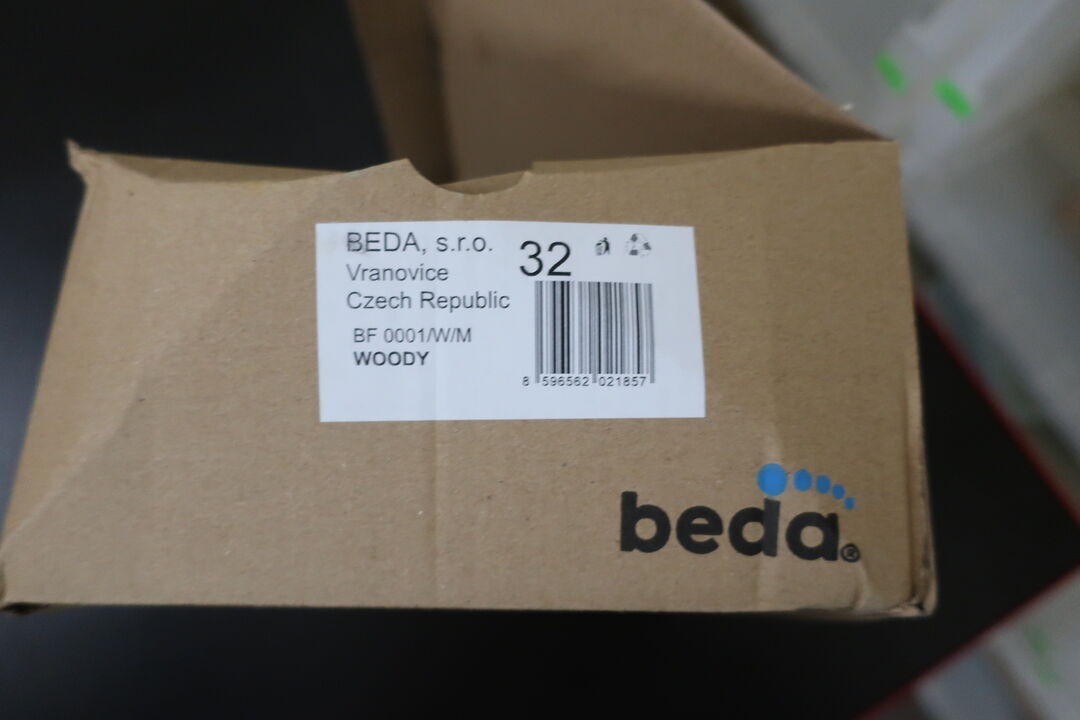 BEDA, s.r.o.
Vranovice
Czech Republic
32
BF 0001/W/M
WOODY
8 596562 021857
beda®